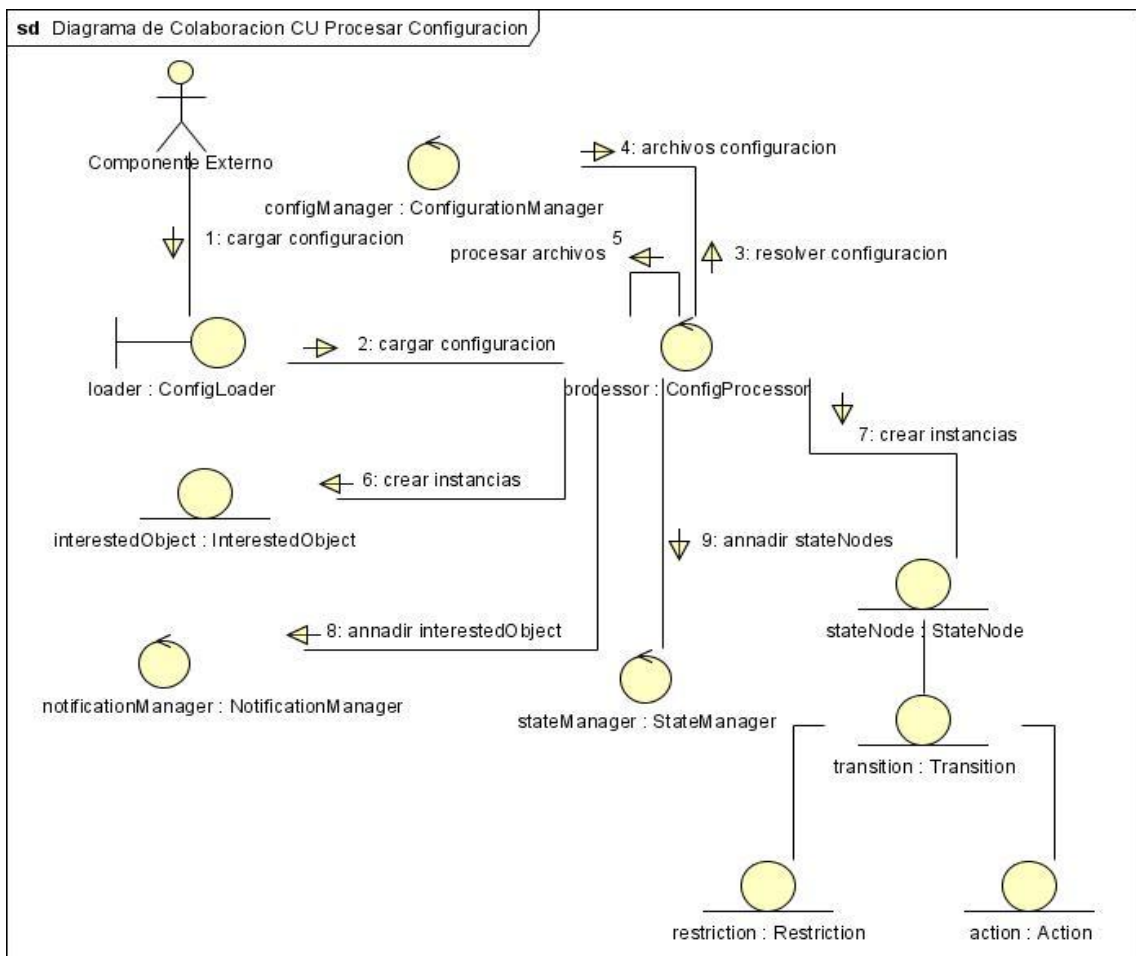 sd Diagrama de Colaboracion CU Procesar Configuracion
Componente Externo
4: archivos configuracion
configManager : ConfigurationManager
1: cargar configuracion
5
procesar archivos
3: resolver configuracion
2: cargar configuracion
loader : ConfigLoader
processor : ConfigProcessor
7: crear instancias
6: crear instancias
interestedObject : InterestedObject
9: annadir stateNodes
8: annadir interestedObject
stateNode : StateNode
notificationManager : NotificationManager
stateManager : StateManager
transition : Transition
restriction : Restriction
action : Action